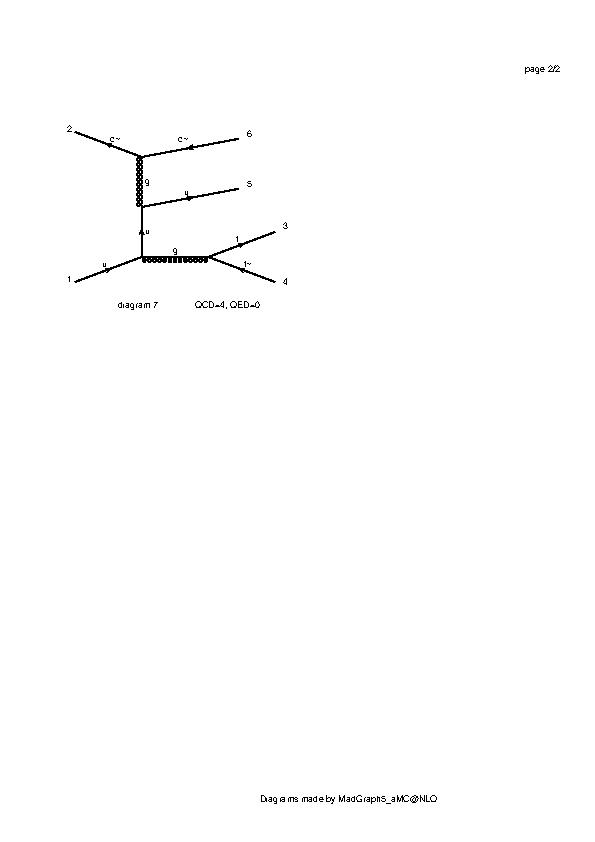 page 2/2
2
c~
c~
6
g
u
5
u
g
t
3
1
u
t~
4
diagram 7 QCD=4, QED=0
Diagrams made by MadGraph5_aMC@NLO